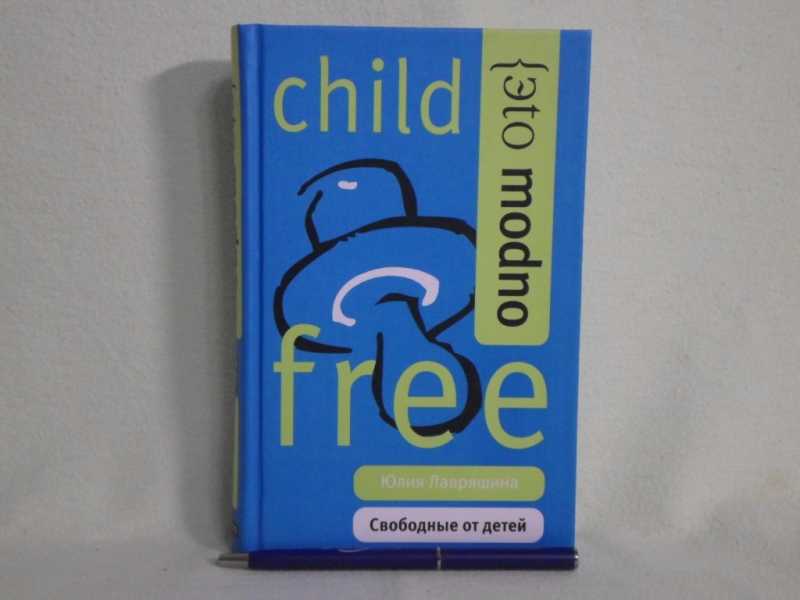 child
free
{это modno
Юлия Лавряшина
Свободные от детей